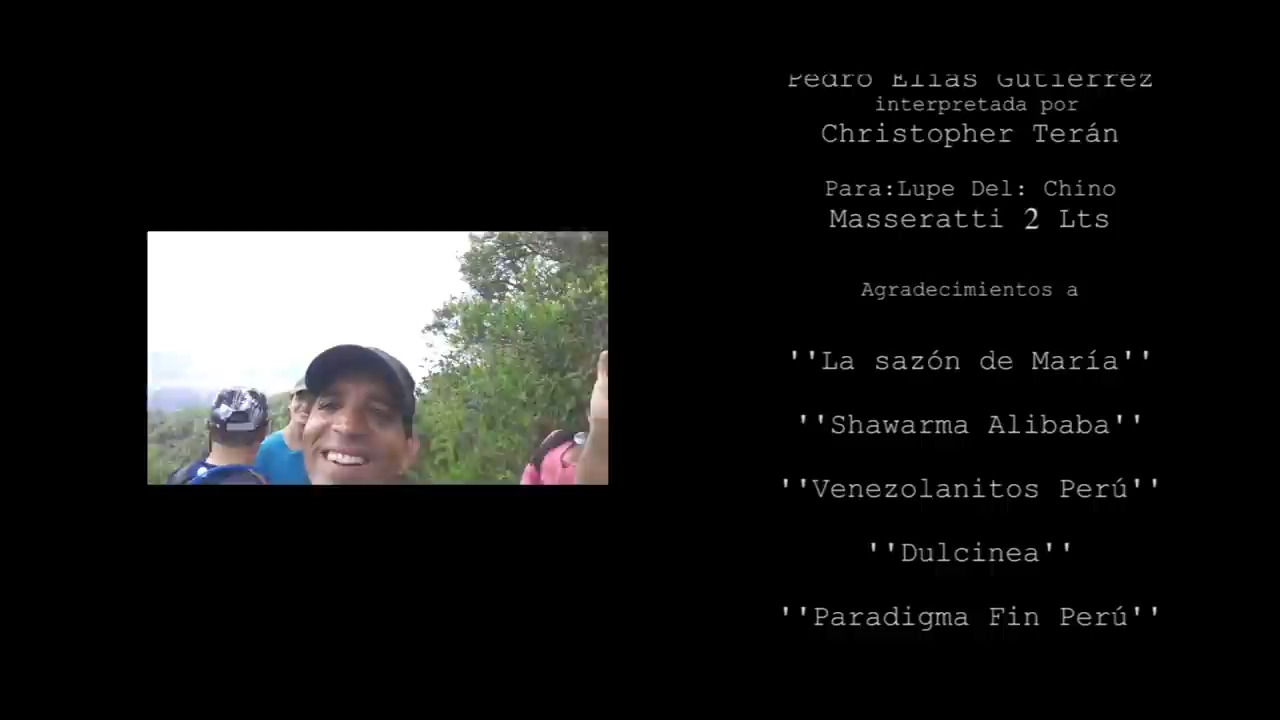 Pedro Elías Gutiérrez
interpretada por
Christopher Terán
Para:Lupe Del: Chino
Masseratti 2 Lts
Agradecimientos a
''La sazón de María''
''Shawarma Alibaba''
''Venezolanitos Perú''
''Dulcinea''
''Paradigma Fin Perú''